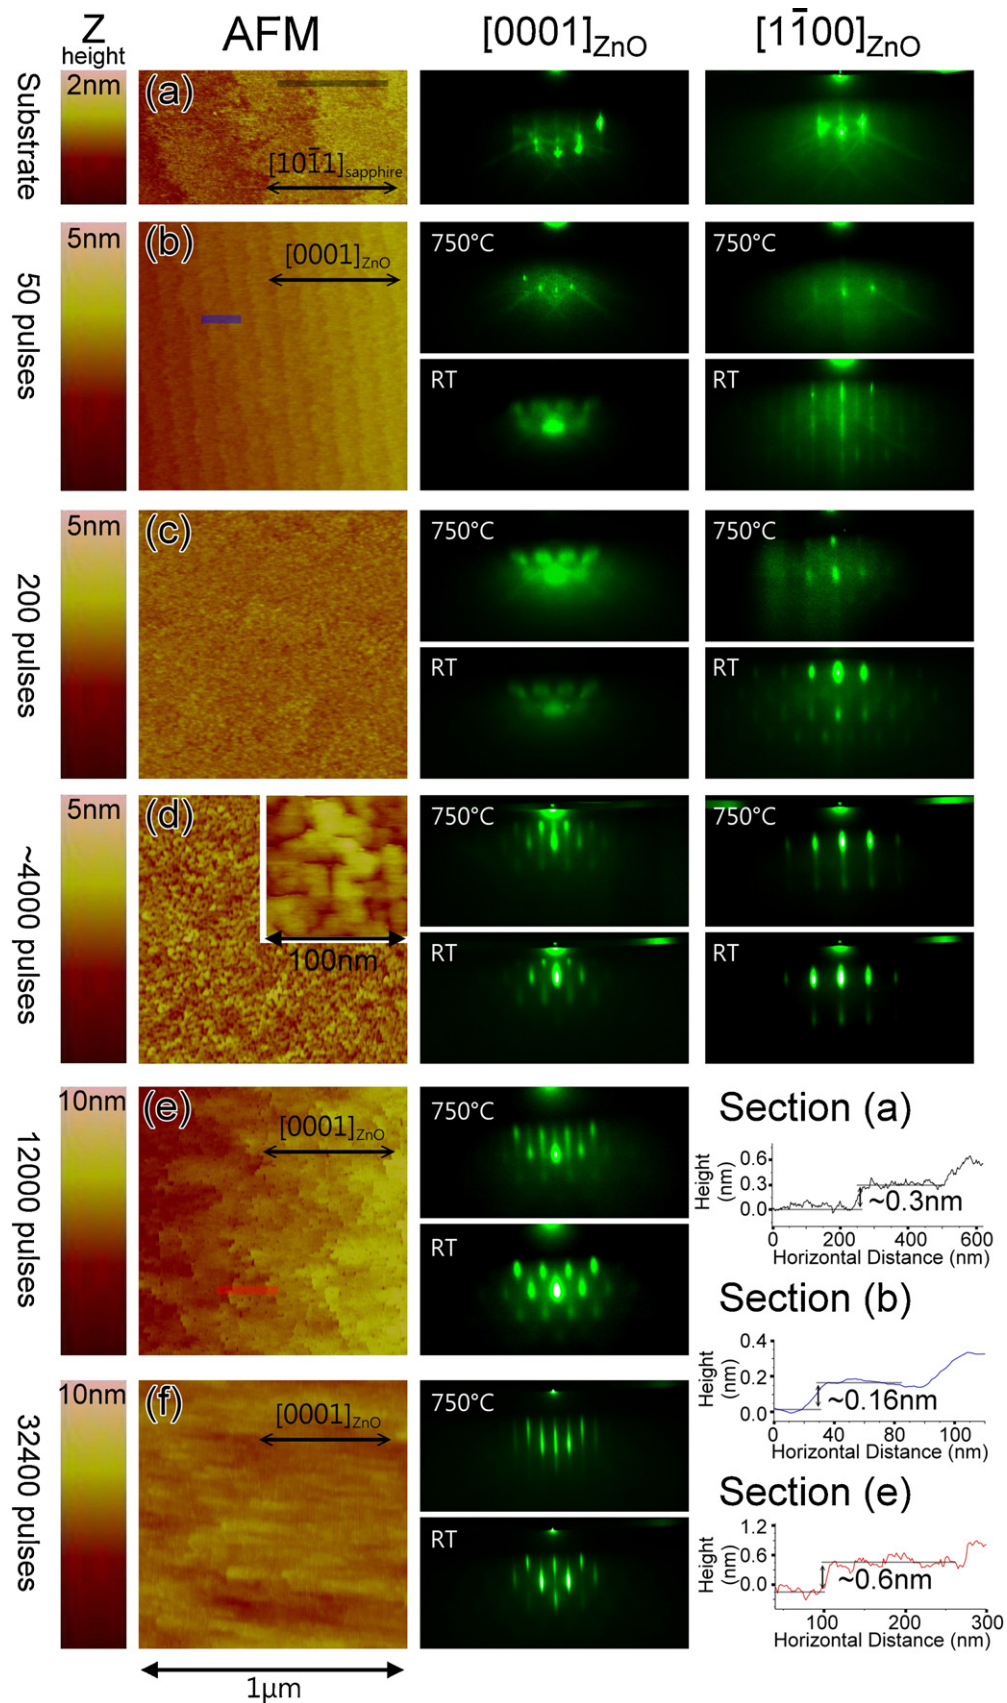 Z
height
AFM
[0001]ZnO
[11̄00]ZnO
Substrate
2nm
(a)
[101̄1]sapphire
50 pulses
5nm
(b)
[0001]ZnO
750°C
750°C
RT
RT
200 pulses
5nm
(c)
750°C
750°C
RT
RT
~4000 pulses
5nm
(d)
100nm
750°C
750°C
RT
RT
12000 pulses
10nm
(e)
[0001]ZnO
750°C
RT
32400 pulses
10nm
(f)
[0001]ZnO
750°C
RT
1μm
Section (a)
Height
(nm)
0.6
0.3
0.0
~0.3nm
0 200 400 600
Horizontal Distance (nm)
Section (b)
Height
(nm)
0.4
0.2
0.0
~0.16nm
0 40 80 100
Horizontal Distance (nm)
Section (e)
Height
(nm)
1.2
0.6
0.0
~0.6nm
100 200 300
Horizontal Distance (nm)